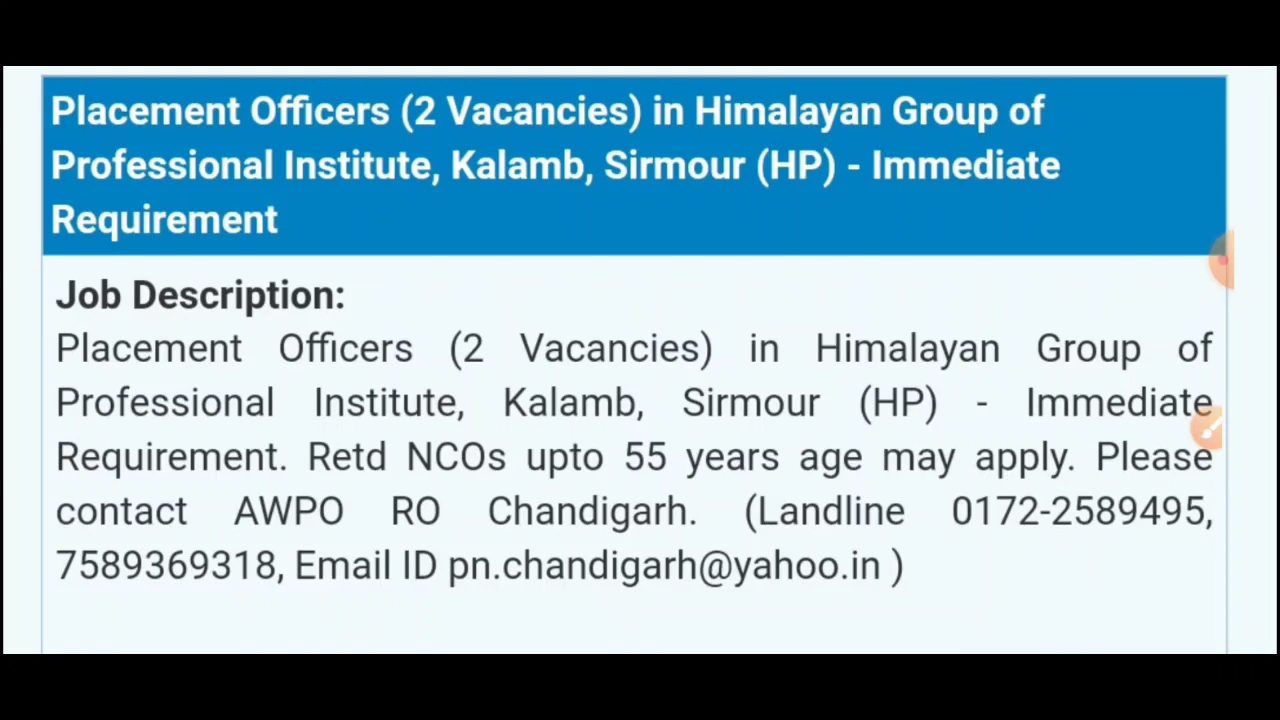 Placement Officers (2 Vacancies) in Himalayan Group of
Professional Institute, Kalamb, Sirmour (HP) - Immediate
Requirement
Job Description:
Placement Officers (2 Vacancies) in Himalayan Group of
Professional Institute, Kalamb, Sirmour (HP) - Immediate
Requirement. Retd NCOs upto 55 years age may apply. Please
contact AWPO RO Chandigarh. (Landline 0172-2589495,
7589369318, Email ID pn.chandigarh@yahoo.in )